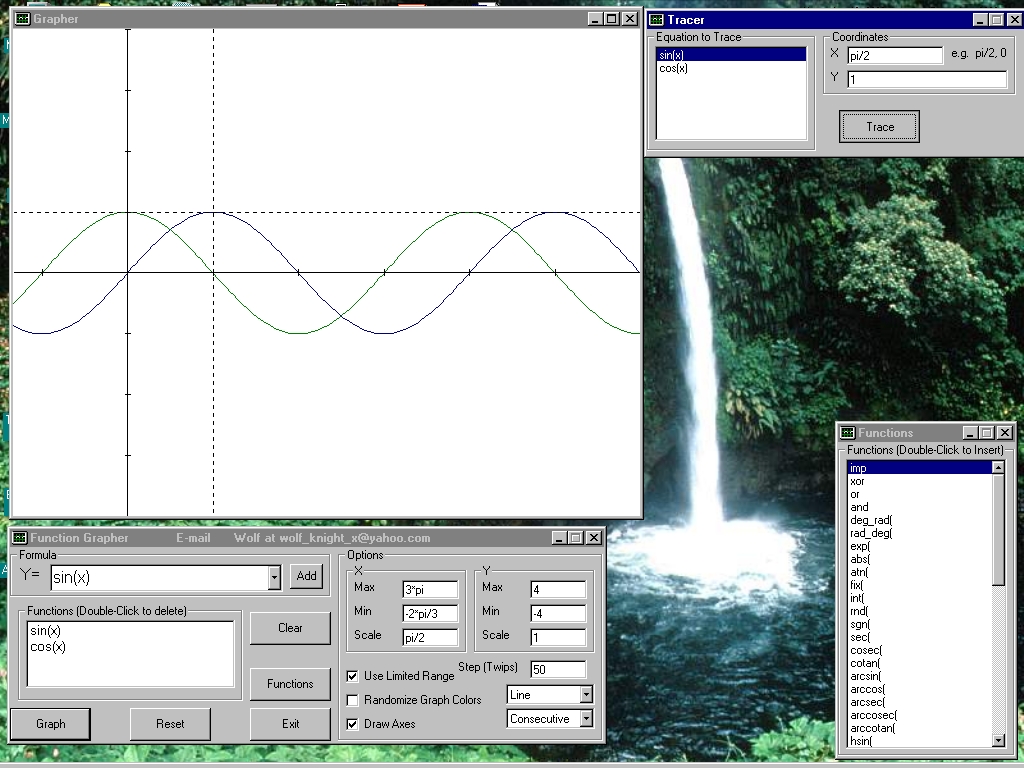 Grapher
Tracer
Equation to Trace
sin(x)
cos(x)
Coordinates
X pi/2 e.g. pi/2, 0
Y 1
Trace
Function Grapher E-mail Wolf at wolf_knight_x@yahoo.com
Formula
Y= sin(x) Add
Functions (Double-Click to delete)
sin(x)
cos(x)
Clear
Functions
Graph Reset Exit
Options
X
Max 3*pi
Min -2*pi/3
Scale pi/2
Y
Max 4
Min -4
Scale 1
Step (Twips) 50
Use Limited Range
Randomize Graph Colors
Draw Axes
Line
Consecutive
Functions
Functions (Double-Click to Insert)
imp
xor
or
and
deg_rad(
rad_deg(
exp(
abs(
atn(
fix(
int(
rnd(
sgn(
sec(
cosec(
cotan(
arcsin(
arccos(
arcsec(
arccosec(
arccotan(
hsin(